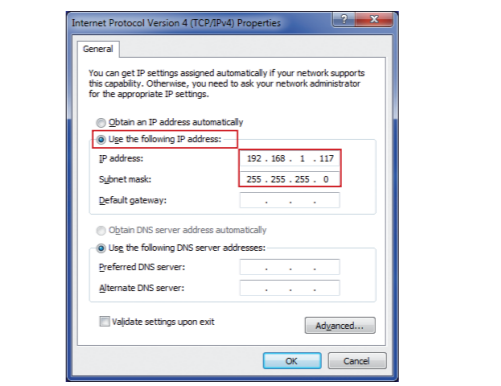 Internet Protocol Version 4 (TCP/IPv4) Properties
General
You can get IP settings assigned automatically if your network supports
this capability. Otherwise, you need to ask your network administrator
for the appropriate IP settings.
Obtain an IP address automatically
Use the following IP address:
IP address: 192 . 168 . 1 . 117
Subnet mask: 255 . 255 . 255 . 0
Default gateway: . . .
Obtain DNS server address automatically
Use the following DNS server addresses:
Preferred DNS server: . . .
Alternate DNS server: . . .
Validate settings upon exit
Advanced...
OK Cancel